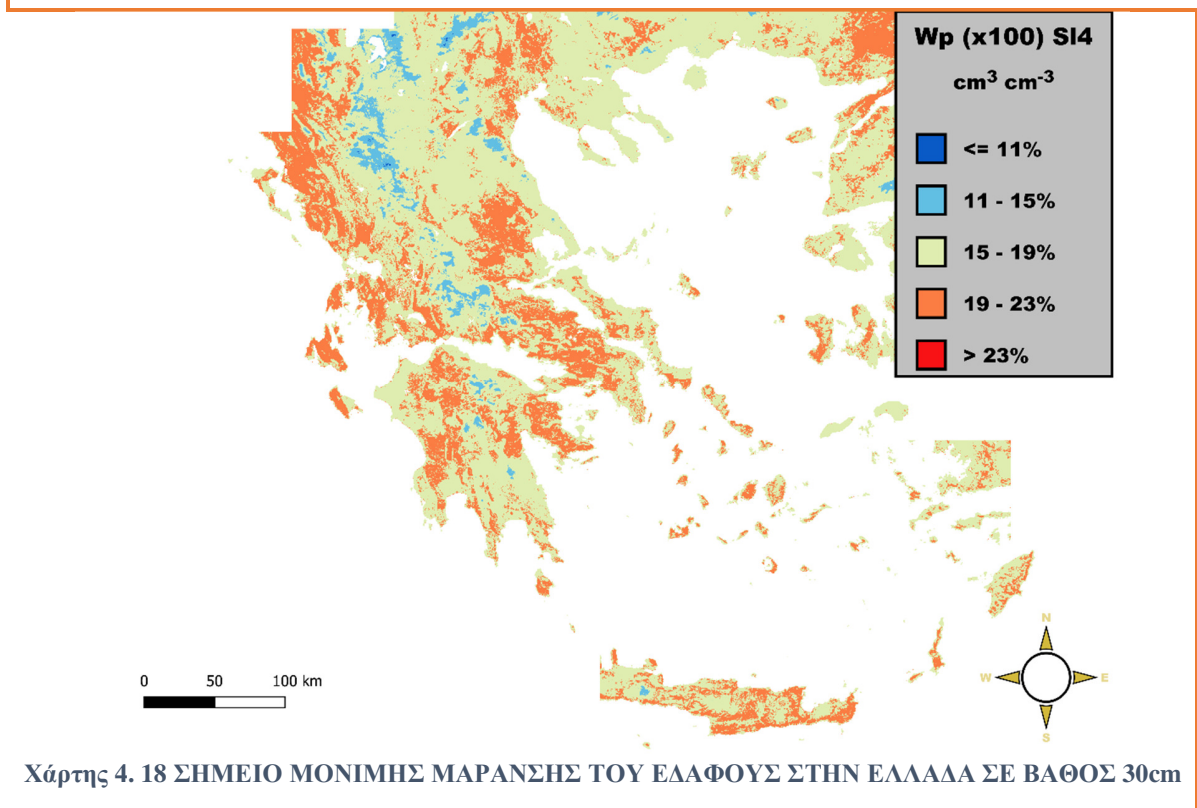 Wp (x100) Sl4
cm³ cm⁻³
<= 11%
11 - 15%
15 - 19%
19 - 23%
> 23%
N
W E
S
0 50 100 km
Χάρτης 4. 18 ΣΗΜΕΙΟ ΜΟΝΙΜΗΣ ΜΑΡΑΝΣΗΣ ΤΟΥ ΕΔΑΦΟΥΣ ΣΤΗΝ ΕΛΛΑΔΑ ΣΕ ΒΑΘΟΣ 30cm